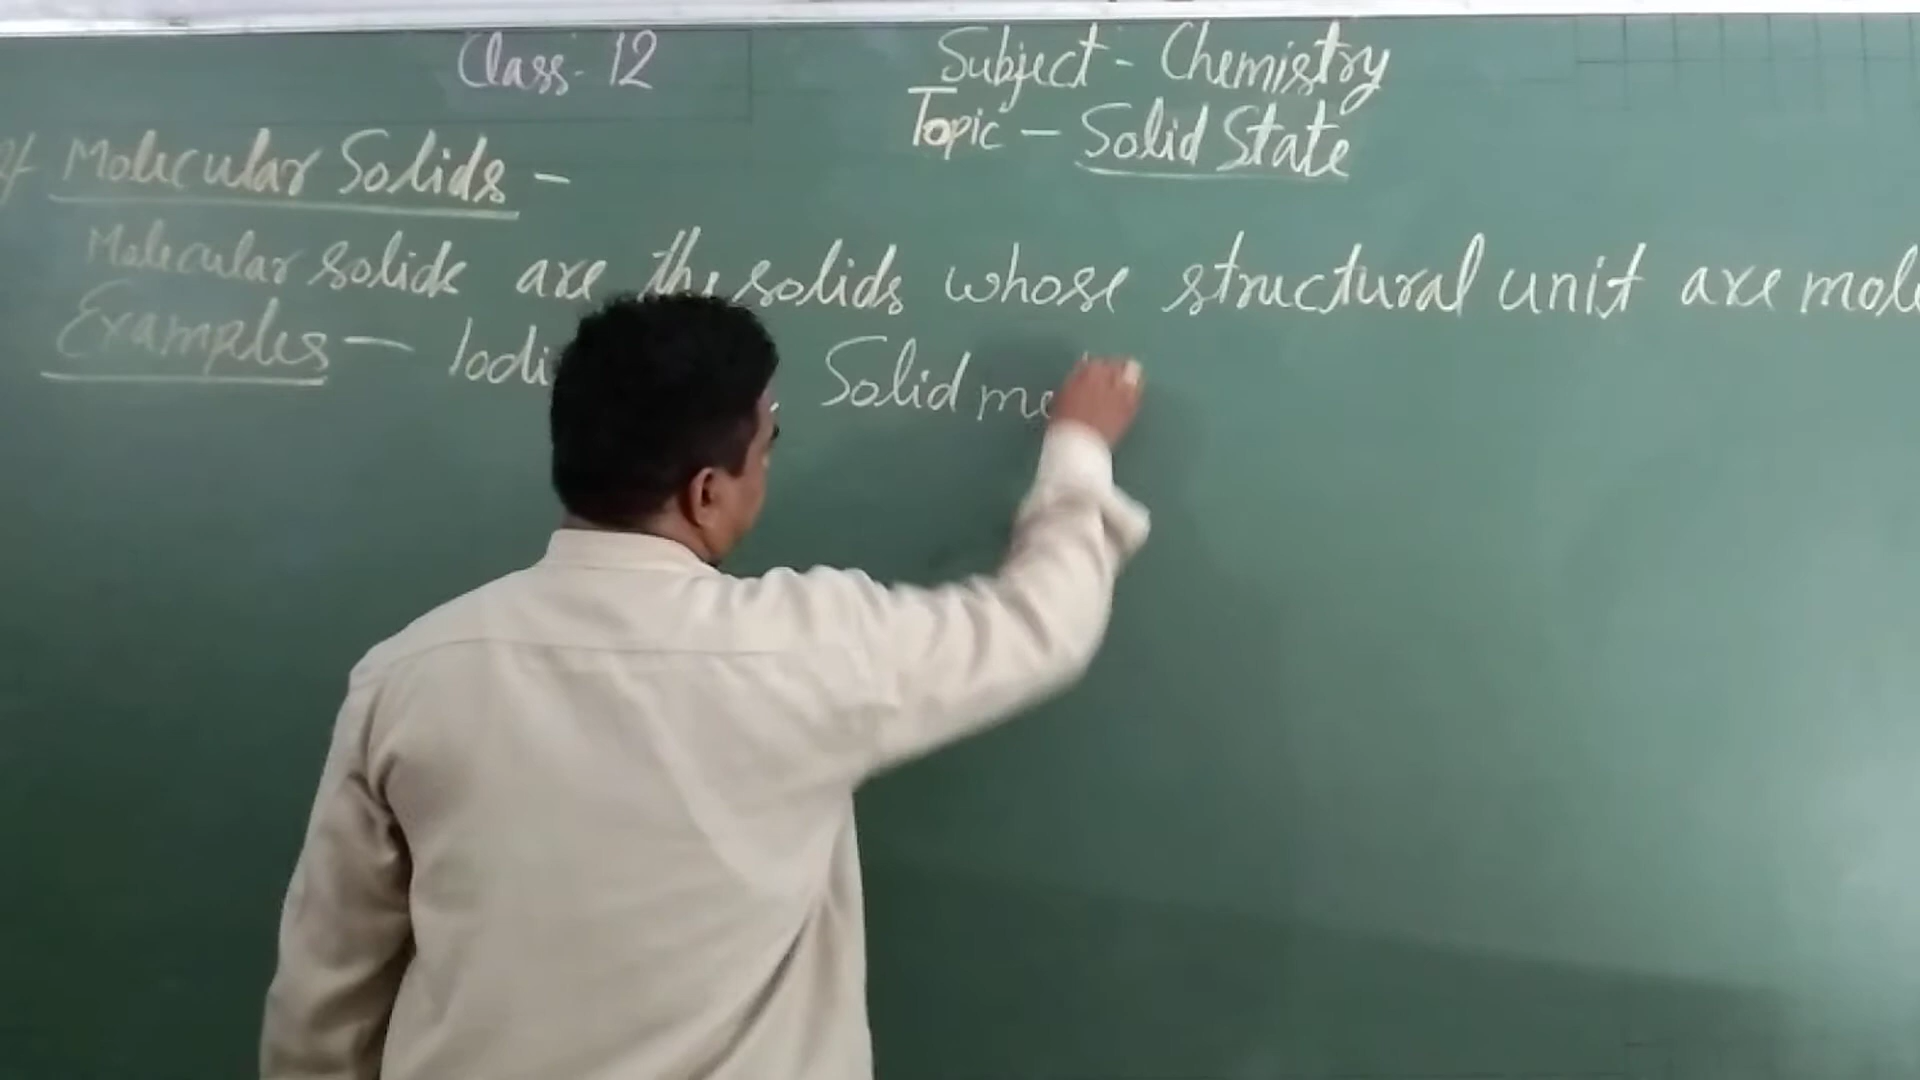 Class- 12
Subject - Chemistry
Topic - Solid State
Molecular Solids -
Molecular solids are the solids whose structural unit are mole
Examples - Iodi Solid me